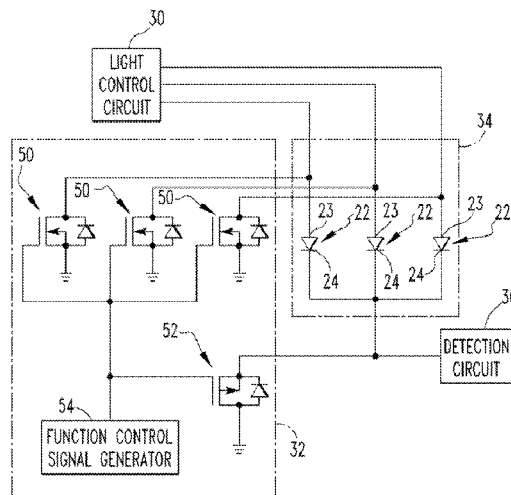 30
LIGHT
CONTROL
CIRCUIT
34
50
50
50
23
22
23
22
23
22
24
24
24
52
DETECTION
CIRCUIT
54
FUNCTION CONTROL
SIGNAL GENERATOR
32